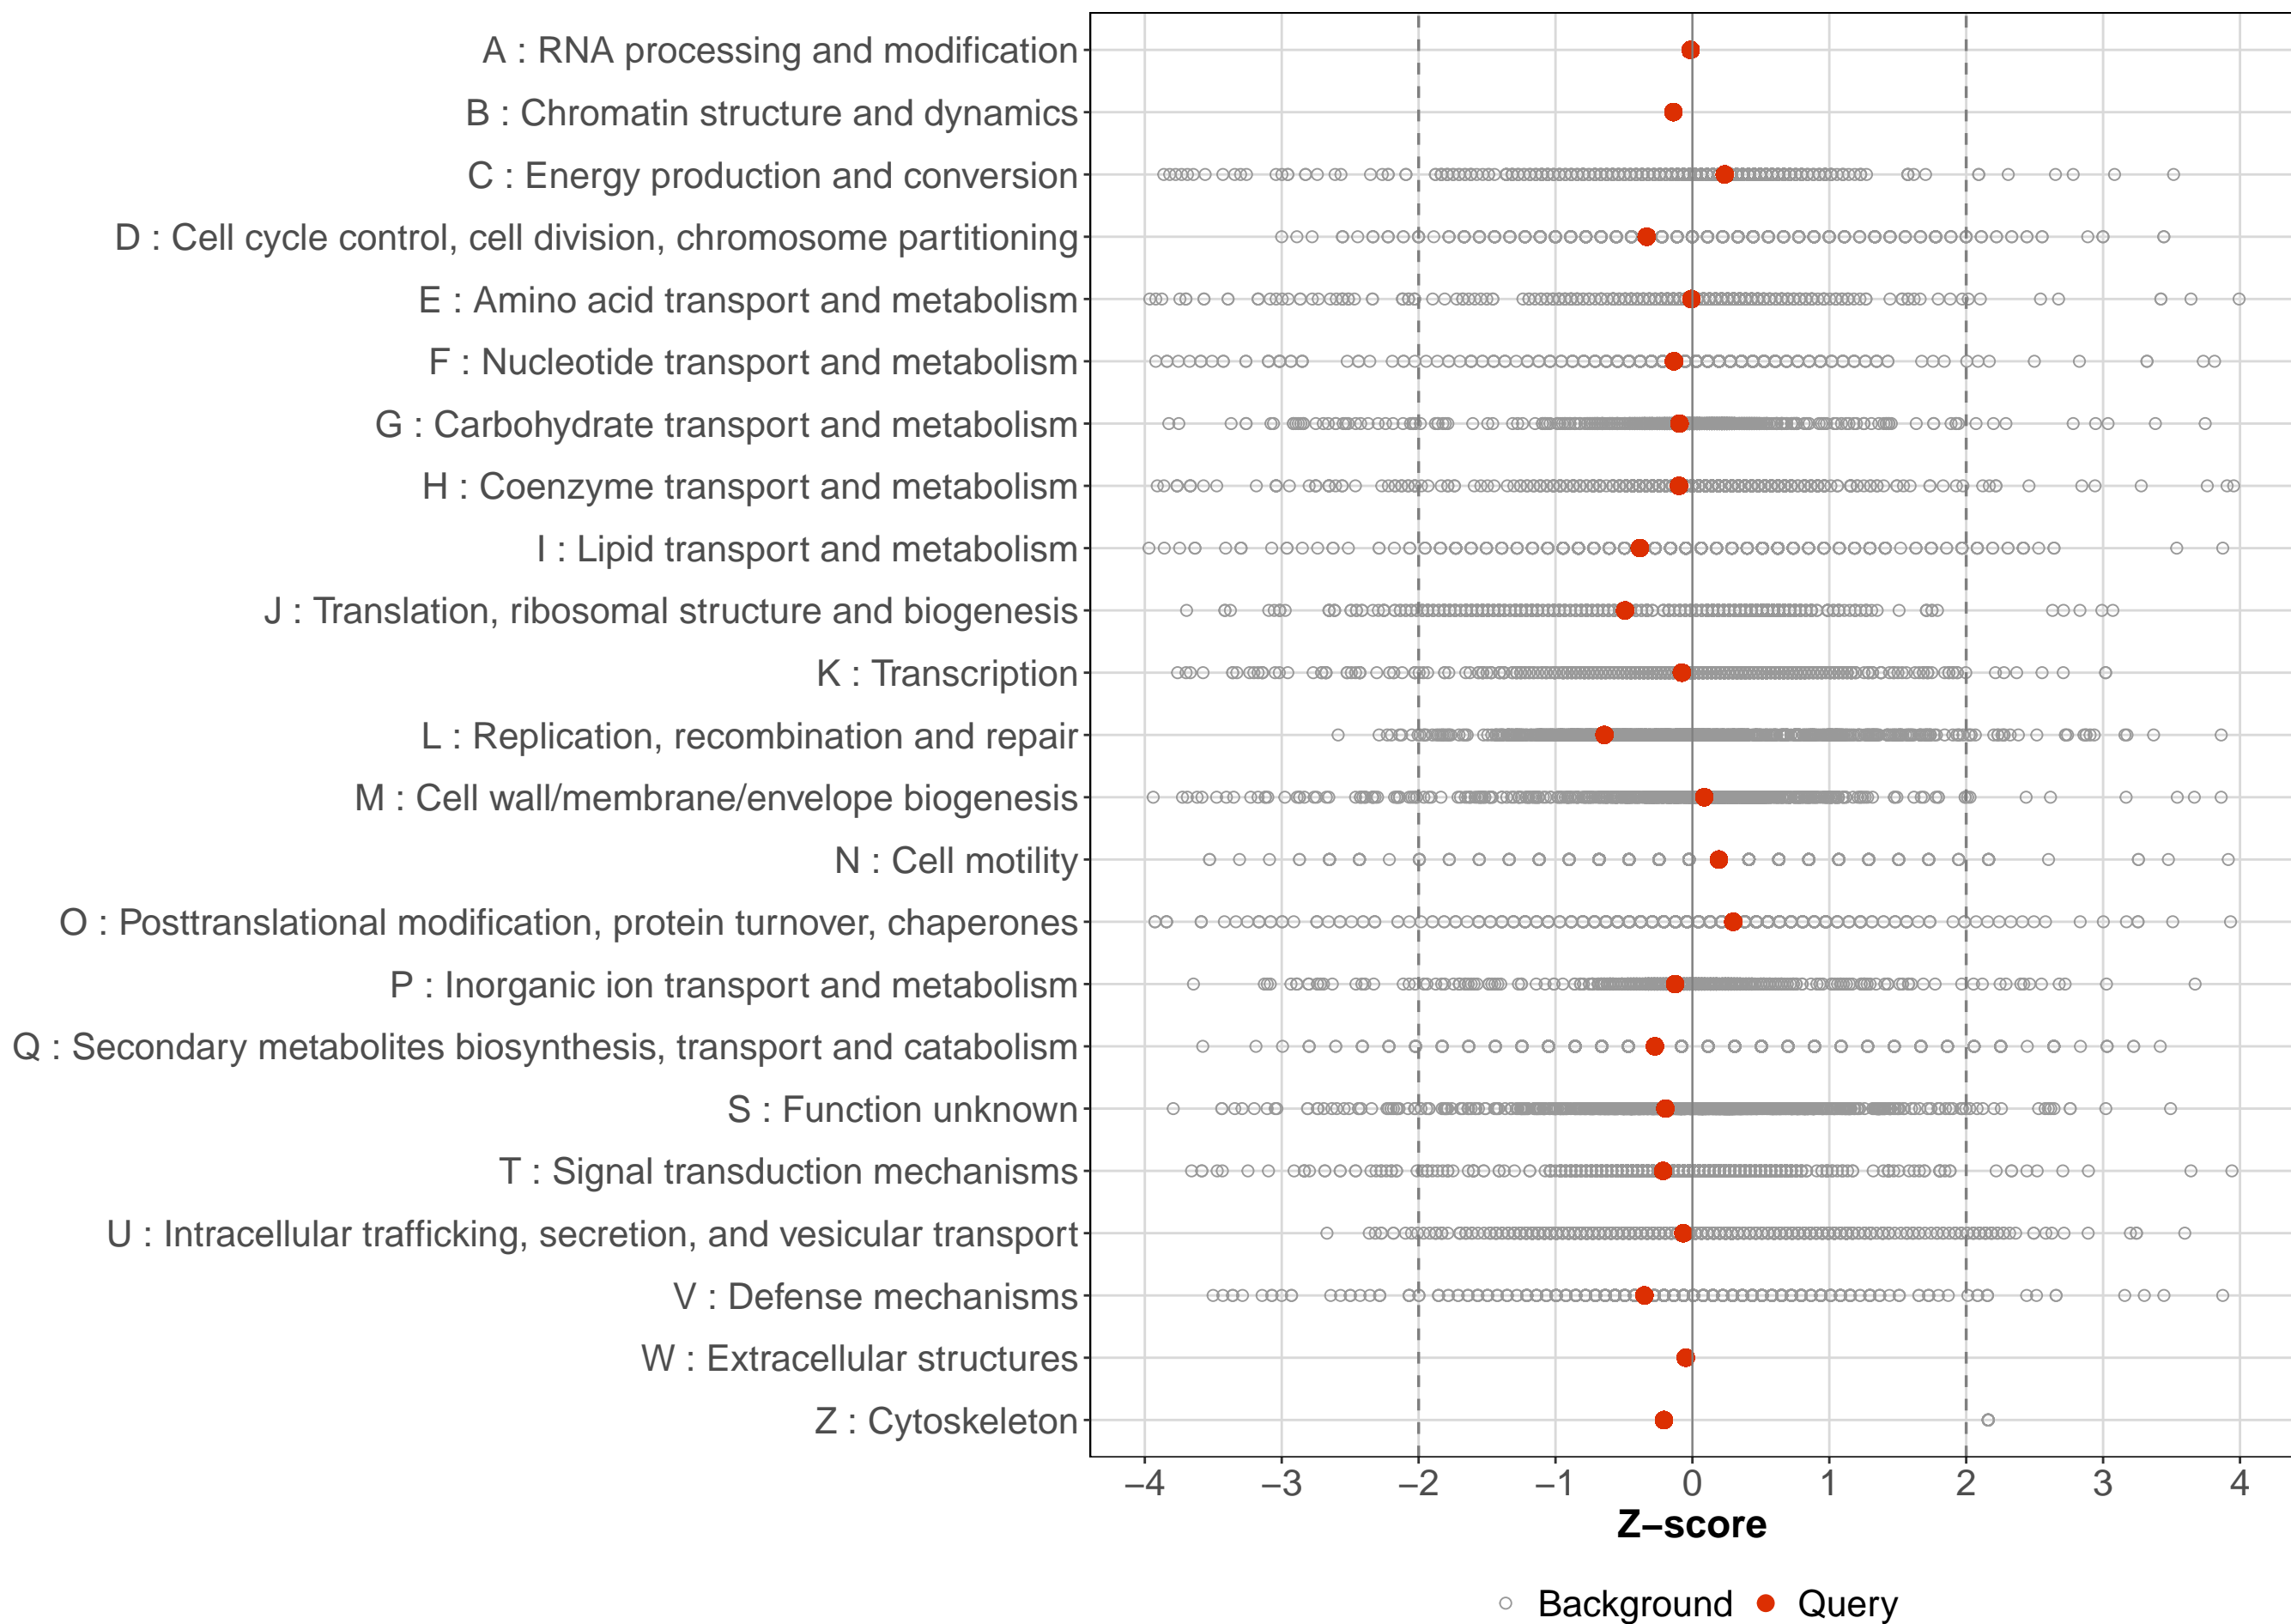 A : RNA processing and modification
B : Chromatin structure and dynamics
C : Energy production and conversion
D : Cell cycle control, cell division, chromosome partitioning
E : Amino acid transport and metabolism
F : Nucleotide transport and metabolism
G : Carbohydrate transport and metabolism
H : Coenzyme transport and metabolism
I : Lipid transport and metabolism
J : Translation, ribosomal structure and biogenesis
K : Transcription
L : Replication, recombination and repair
M : Cell wall/membrane/envelope biogenesis
N : Cell motility
O : Posttranslational modification, protein turnover, chaperones
P : Inorganic ion transport and metabolism
Q : Secondary metabolites biosynthesis, transport and catabolism
S : Function unknown
T : Signal transduction mechanisms
U : Intracellular trafficking, secretion, and vesicular transport
V : Defense mechanisms
W : Extracellular structures
Z : Cytoskeleton
−4 −3 −2 −1 0 1 2 3 4
Z−score
Background Query